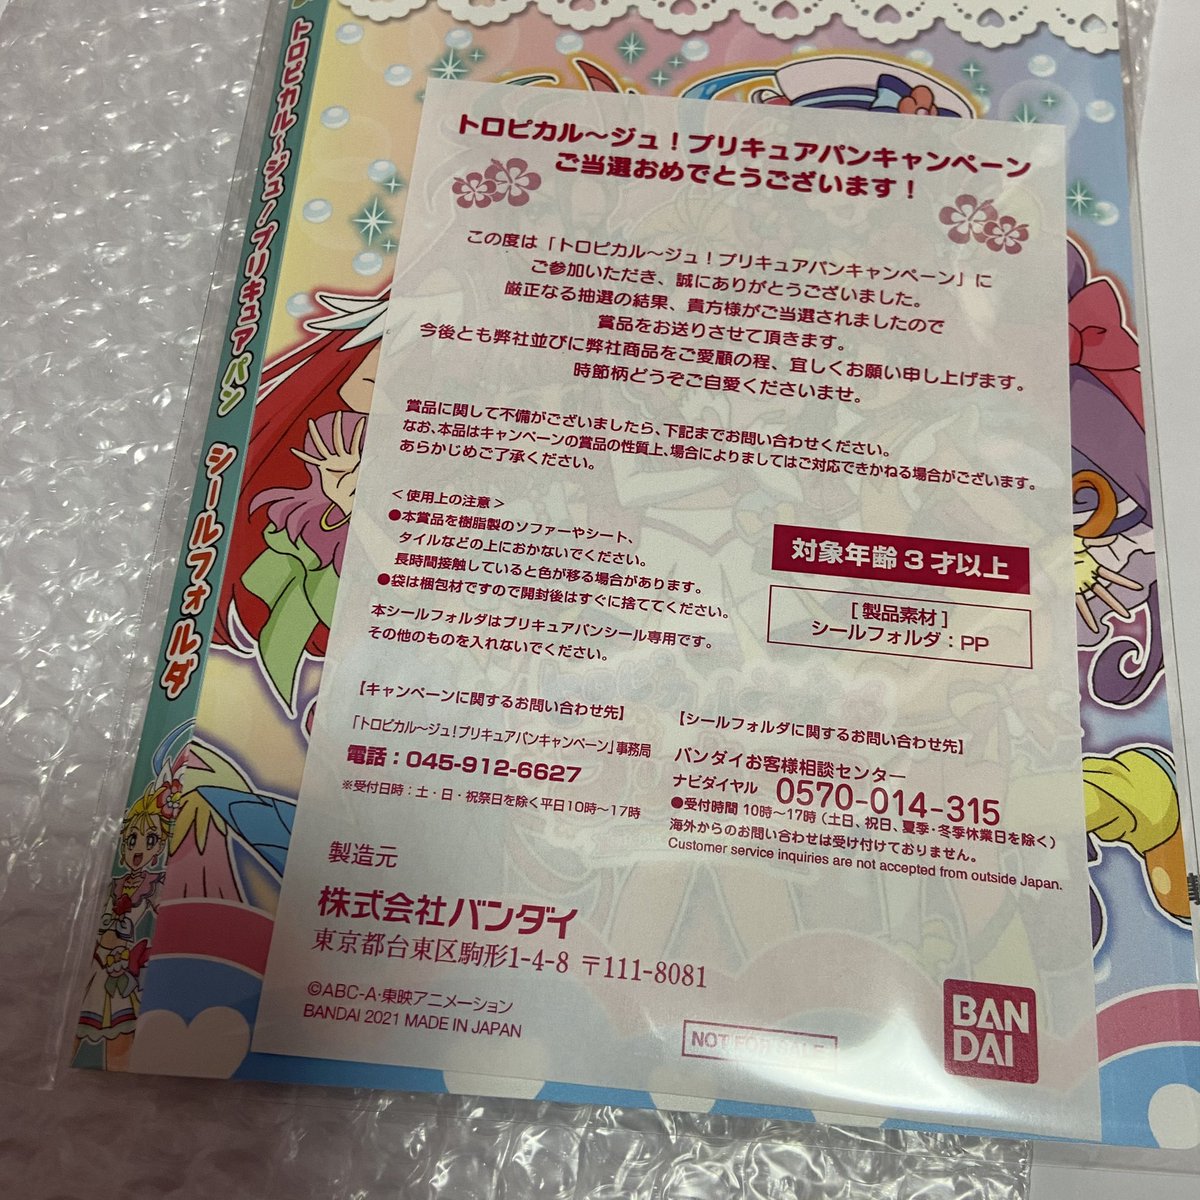 トロピカル～ジュ！プリキュアパン シールフォルダ
トロピカル～ジュ！プリキュアパンキャンペーン
ご当選おめでとうございます！
この度は「トロピカル～ジュ！プリキュアパンキャンペーン」に
ご参加いただき、誠にありがとうございました。
厳正なる抽選の結果、貴方様がご当選されましたので
賞品をお送りさせて頂きます。
今後とも弊社並びに弊社商品をご愛顧の程、宜しくお願い申し上げます。
時節柄どうぞご自愛くださいませ。
賞品に関して不備がございましたら、下記までお問い合わせください。
なお、本品はキャンペーンの賞品の性質上、場合によりましてはご対応できかねる場合がございます。
あらかじめご了承ください。
＜使用上の注意＞
●本賞品を樹脂製のソファーやシート、
タイルなどの上におかないでください。
長時間接触していると色が移る場合があります。
●袋は梱包材ですので開封後はすぐに捨ててください。
本シールフォルダはプリキュアパンシール専用です。
その他のものを入れないでください。
対象年齢3才以上
[製品素材]
シールフォルダ：PP
【キャンペーンに関するお問い合わせ先】
「トロピカル～ジュ！プリキュアパンキャンペーン」事務局
電話：045-912-6627
※受付日時：土・日・祝祭日を除く平日10時～17時
【シールフォルダに関するお問い合わせ先】
バンダイお客様相談センター
ナビダイヤル 0570-014-315
●受付時間 10時～17時（土日、祝日、夏季・冬季休業日を除く）
海外からのお問い合わせは受け付けておりません。
Customer service inquiries are not accepted from outside Japan.
製造元
株式会社バンダイ
東京都台東区駒形1-4-8 〒111-8081
©ABC-A・東映アニメーション
BANDAI 2021 MADE IN JAPAN
NOT FOR SALE
BAN
DAI